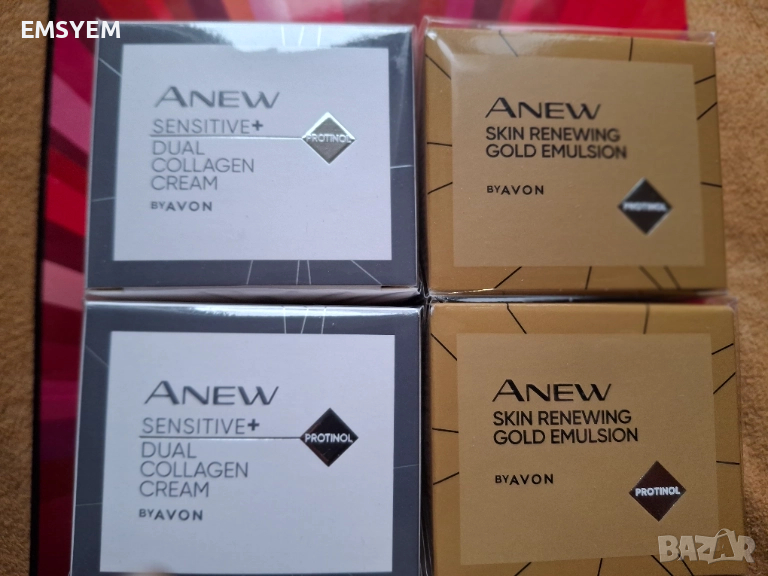 EMSYEM
ANEW
SENSITIVE+
PROTINOL
DUAL
COLLAGEN
CREAM
BY AVON
ANEW
SKIN RENEWING
GOLD EMULSION
BY AVON
PROTINOL
ANEW
SENSITIVE+
PROTINOL
DUAL
COLLAGEN
CREAM
BY AVON
ANEW
SKIN RENEWING
GOLD EMULSION
BY AVON
PROTINOL
BAZAR